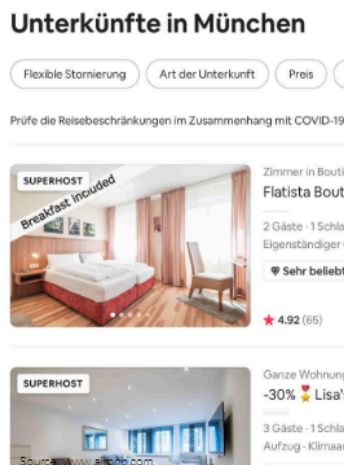 Unterkünfte in München
Flexible Stornierung
Art der Unterkunft
Preis
Prüfe die Reisebeschränkungen im Zusammenhang mit COVID-19
SUPERHOST
Breakfast included
Zimmer in Bouti
Flatista Bout
2 Gäste · 1 Schla
Eigenständiger
Sehr beliebt
4.92 (65)
SUPERHOST
Source: www.airbnb.com
Ganze Wohnung
-30% 🎖️ Lisa's
3 Gäste · 1 Schla
Aufzug · Klimaan